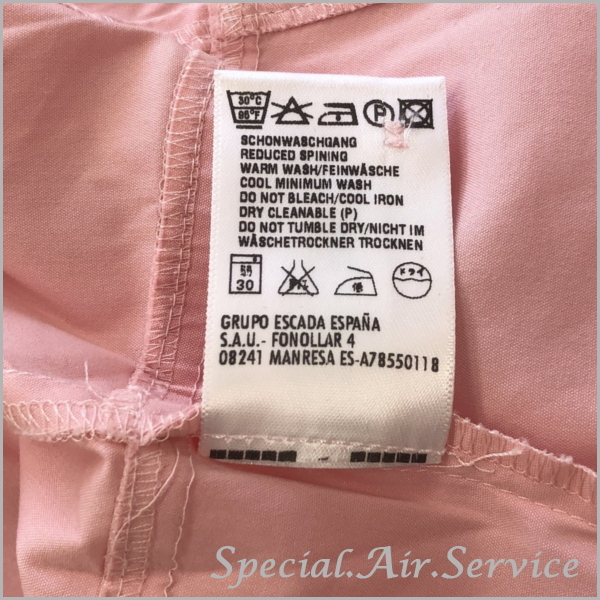 30°C
95°F
P
SCHONWASCHGANG
REDUCED SPINING
WARM WASH/FEINWÄSCHE
COOL MINIMUM WASH
DO NOT BLEACH/COOL IRON
DRY CLEANABLE (P)
DO NOT TUMBLE DRY/NICHT IM
WÄSCHETROCKNER TROCKNEN
30
低
ドライ
GRUPO ESCADA ESPAÑA
S.A.U.- FONOLLAR 4
08241 MANRESA ES-A78550118
Special.Air.Service